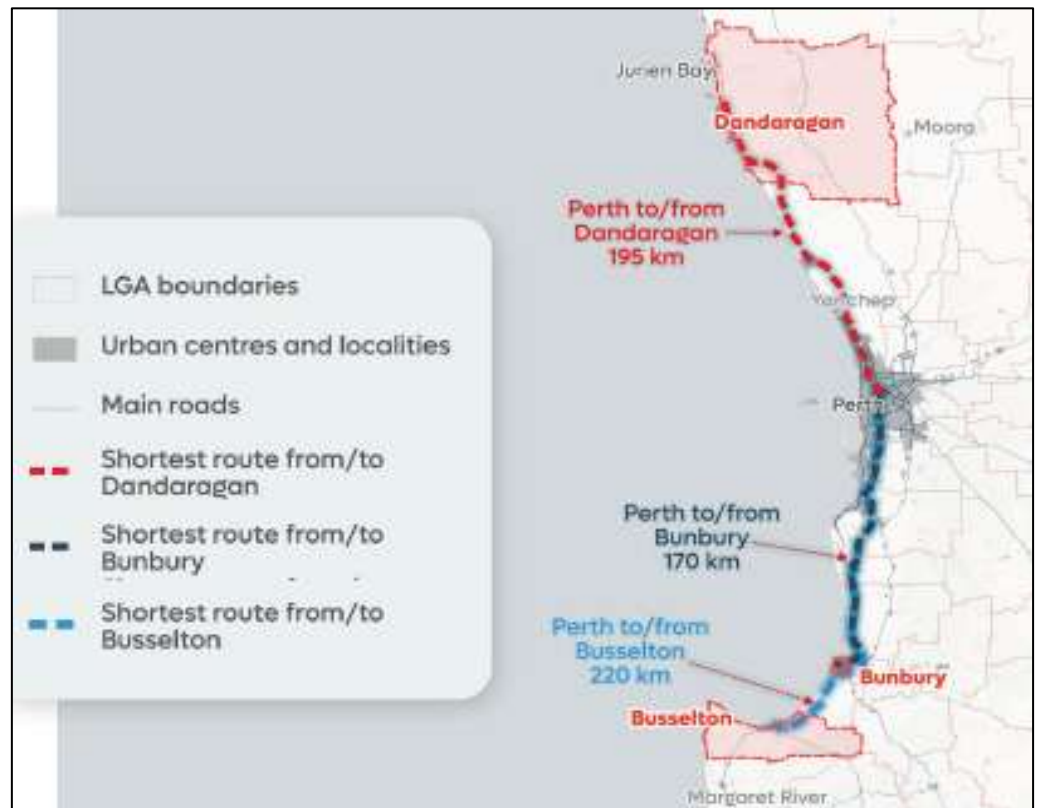 Jurien Bay
Dandaragan
Moora
Perth to/from
Dandaragan
195 km
Yanchep
Perth
LGA boundaries
Urban centres and localities
Main roads
Shortest route from/to
Dandaragan
Shortest route from/to
Bunbury
Shortest route from/to
Busselton
Perth to/from
Bunbury
170 km
Perth to/from
Busselton
220 km
Bunbury
Busselton
Margaret River